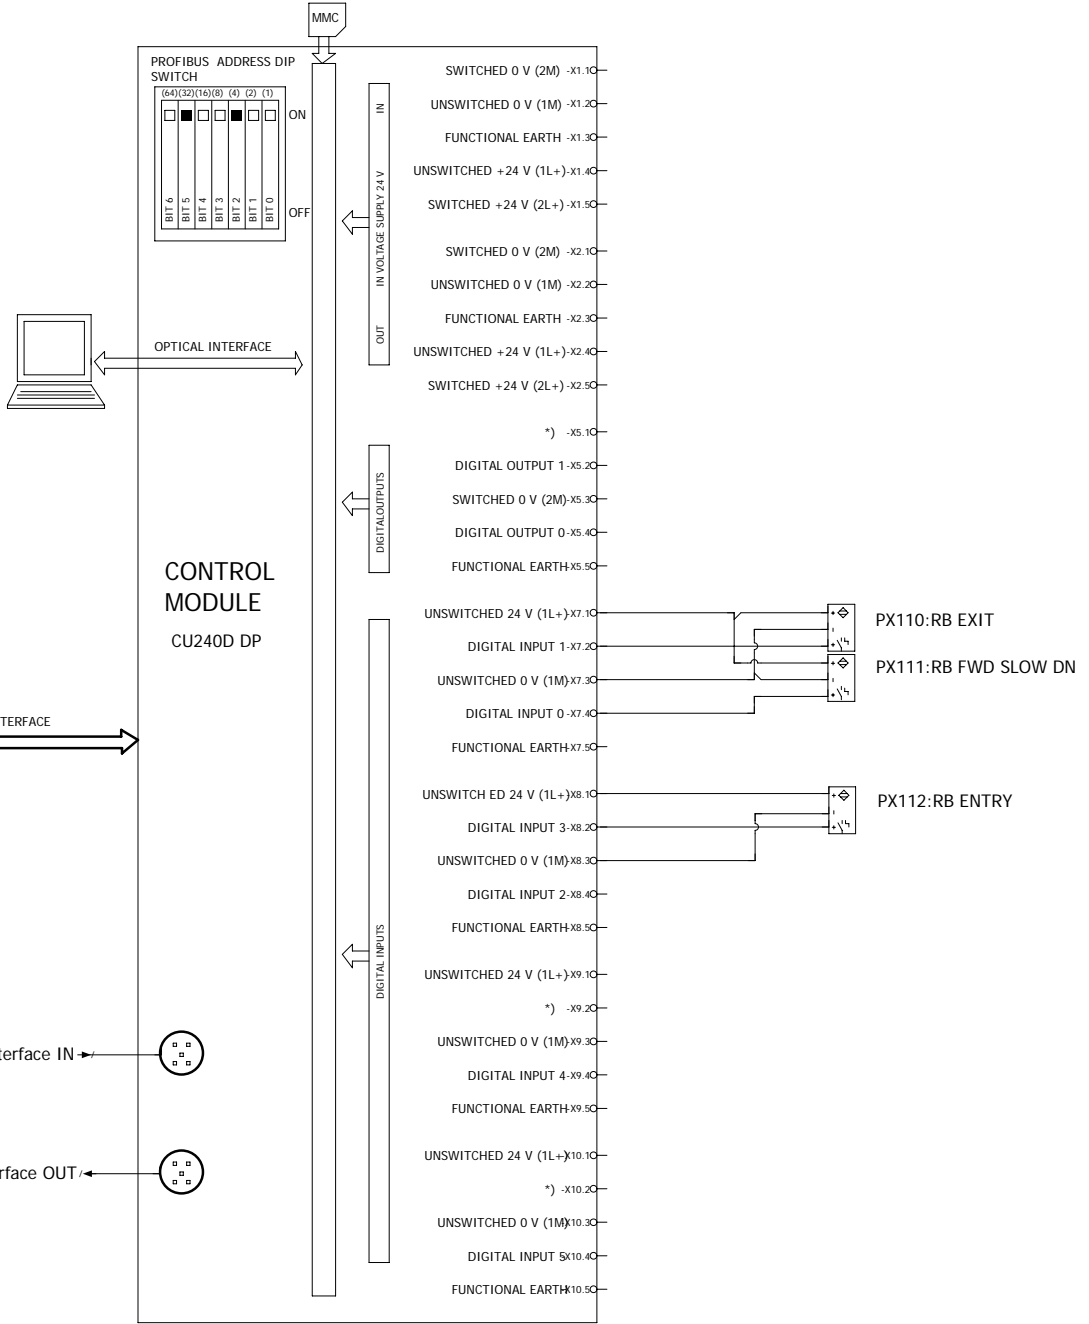 MMC
PROFIBUS ADDRESS DIP
SWITCH
(64)(32)(16)(8) (4) (2) (1)
ON
BIT 6 BIT 5 BIT 4 BIT 3 BIT 2 BIT 1 BIT 0
OFF
IN
IN VOLTAGE SUPPLY 24 V
OUT
SWITCHED 0 V (2M) -X1.1
UNSWITCHED 0 V (1M) -X1.2
FUNCTIONAL EARTH -X1.3
UNSWITCHED +24 V (1L+)-X1.4
SWITCHED +24 V (2L+) -X1.5
SWITCHED 0 V (2M) -X2.1
UNSWITCHED 0 V (1M) -X2.2
FUNCTIONAL EARTH -X2.3
UNSWITCHED +24 V (1L+)-X2.4
SWITCHED +24 V (2L+) -X2.5
OPTICAL INTERFACE
*) -X5.1
DIGITAL OUTPUT 1-X5.2
SWITCHED 0 V (2M)-X5.3
DIGITAL OUTPUT 0-X5.4
FUNCTIONAL EARTH-X5.5
DIGITALOUTPUTS
CONTROL
MODULE
CU240D DP
UNSWITCHED 24 V (1L+)-X7.1
DIGITAL INPUT 1-X7.2
UNSWITCHED 0 V (1M)-X7.3
DIGITAL INPUT 0-X7.4
FUNCTIONAL EARTH-X7.5
PX110:RB EXIT
PX111:RB FWD SLOW DN
TERFACE
UNSWITCH ED 24 V (1L+)-X8.1
DIGITAL INPUT 3-X8.2
UNSWITCHED 0 V (1M)-X8.3
DIGITAL INPUT 2-X8.4
FUNCTIONAL EARTH-X8.5
PX112:RB ENTRY
DIGITAL INPUTS
UNSWITCHED 24 V (1L+)-X9.1
*) -X9.2
UNSWITCHED 0 V (1M)-X9.3
DIGITAL INPUT 4-X9.4
FUNCTIONAL EARTH-X9.5
terface IN
rface OUT
UNSWITCHED 24 V (1L+)-X10.1
*) -X10.2
UNSWITCHED 0 V (1M)-X10.3
DIGITAL INPUT 5-X10.4
FUNCTIONAL EARTH-X10.5